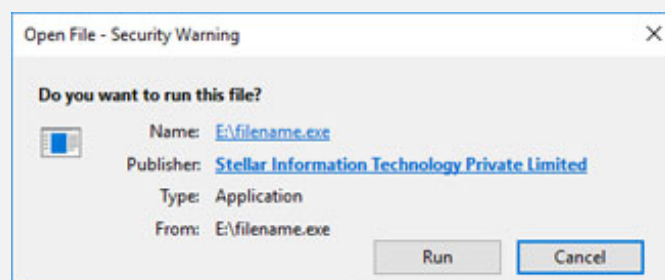 Open File - Security Warning
Do you want to run this file?
Name: E:\filename.exe
Publisher: Stellar Information Technology Private Limited
Type: Application
From: E:\filename.exe
Run Cancel